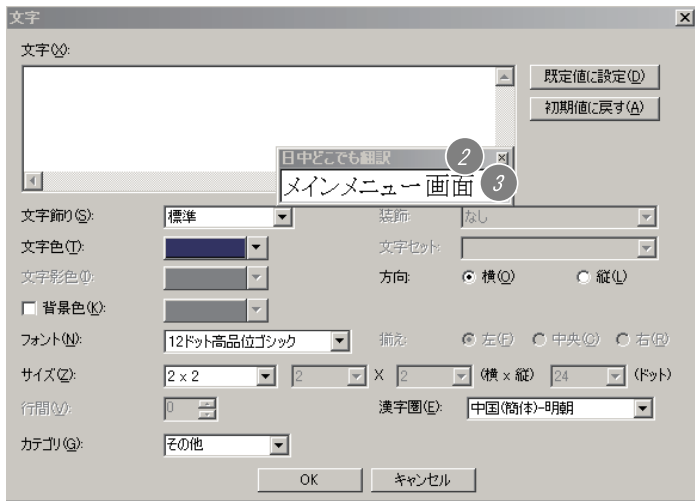 文字
文字(X):
既定値に設定(D)
初期値に戻す(A)
日中どこでも翻訳 2
メインメニュー画面 3
文字飾り(S): 標準 装飾: なし
文字色(T): 文字セット:
文字影色(I): 方向: 横(O) 縦(L)
背景色(K):
フォント(N): 12ドット高品位ゴシック 揃え: 左(F) 中央(C) 右(R)
サイズ(Z): 2 x 2 2 X 2 (横 x 縦) 24 (ドット)
行間(V): 0 漢字圏(E): 中国(簡体)-明朝
カテゴリ(G): その他
OK キャンセル